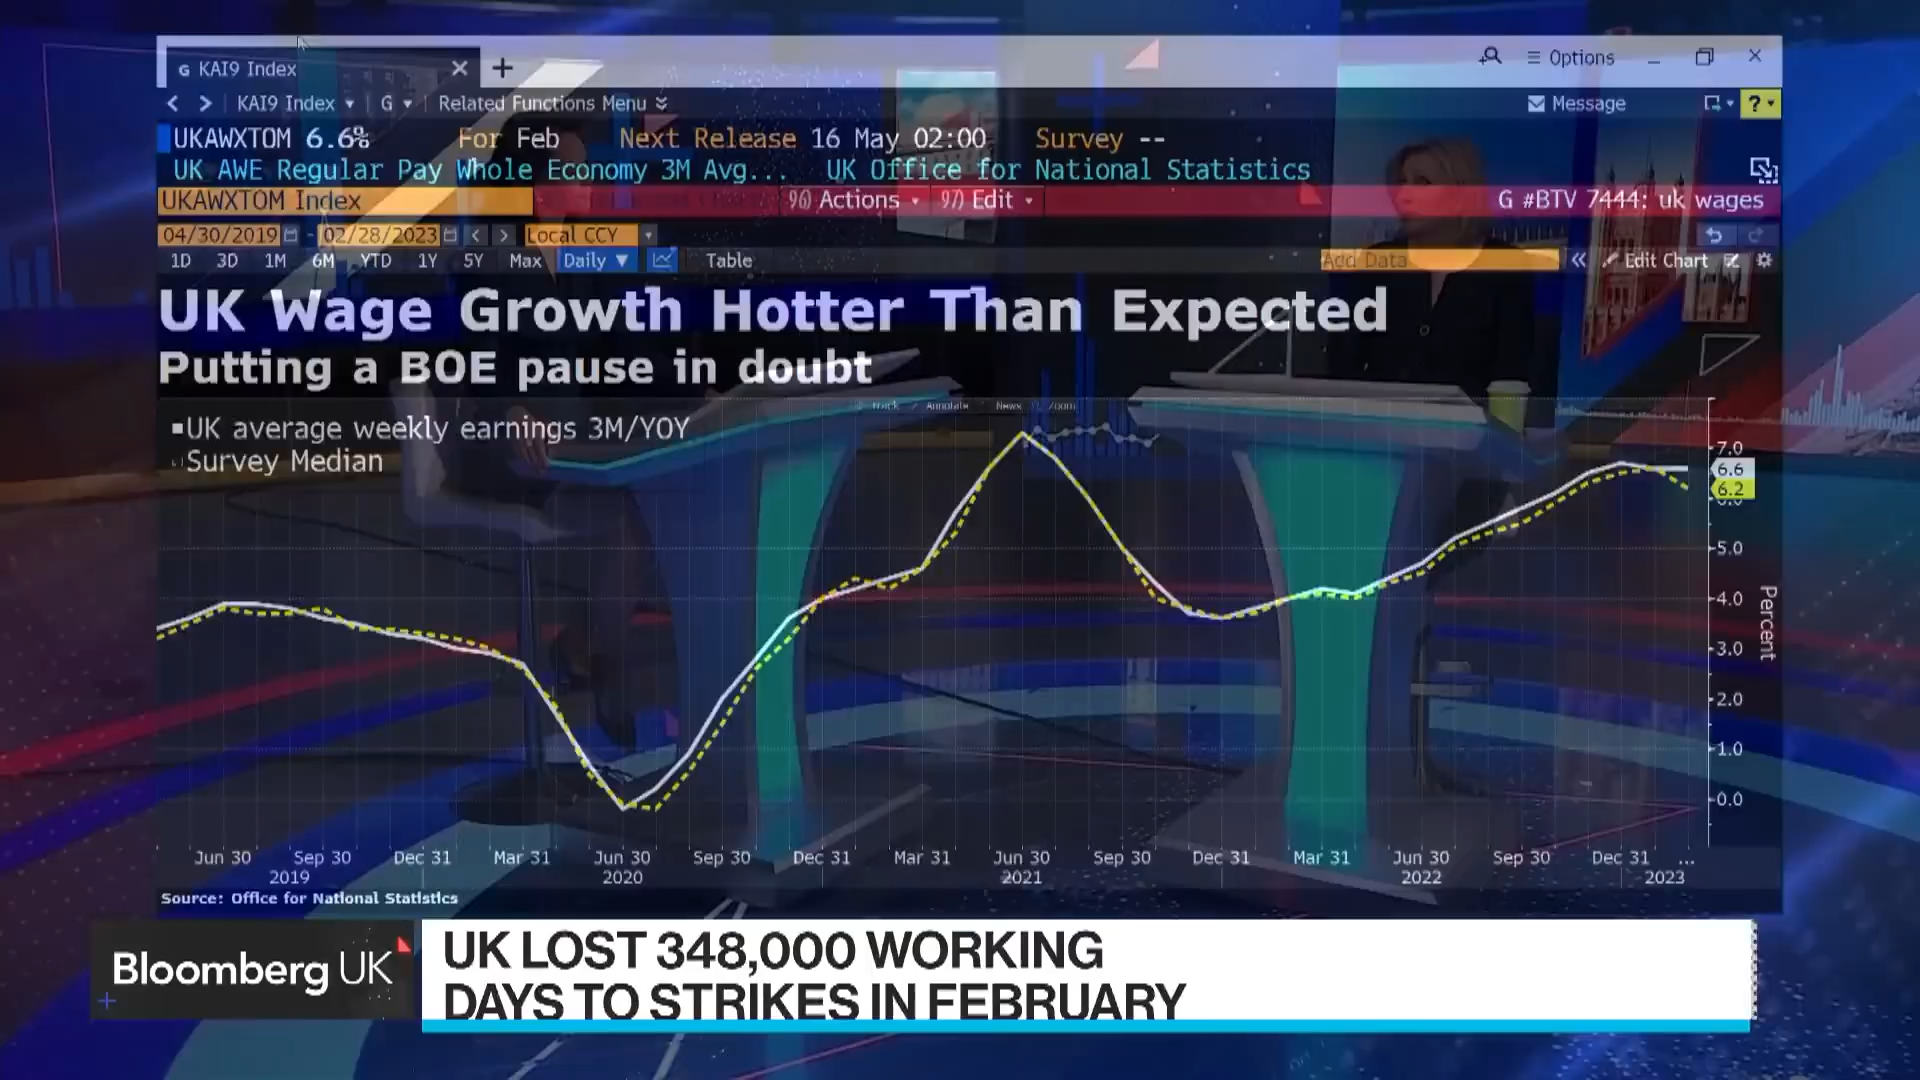 G KAI9 Index
Options
KAI9 Index G Related Functions Menu
Message
?
UKAWXTOM 6.6% For Feb Next Release 16 May 02:00 Survey --
UK AWE Regular Pay Whole Economy 3M Avg... UK Office for National Statistics
UKAWXTOM Index 96) Actions 97) Edit G #BTV 7444: uk wages
04/30/2019 - 02/28/2023 Local CCY
1D 3D 1M 6M YTD 1Y 5Y Max Daily ▼ Table Add Data « Edit Chart
UK Wage Growth Hotter Than Expected
Putting a BOE pause in doubt
Track Annotate News Zoom
UK average weekly earnings 3M/YOY
Survey Median
7.0
6.6
6.2
6.0
5.0
4.0
3.0
2.0
1.0
0.0
Percent
Jun 30 Sep 30 Dec 31 Mar 31 Jun 30 Sep 30 Dec 31 Mar 31 Jun 30 Sep 30 Dec 31 Mar 31 Jun 30 Sep 30 Dec 31 ...
2019 2020 2021 2022 2023
Source: Office for National Statistics
Bloomberg UK
UK LOST 348,000 WORKING
DAYS TO STRIKES IN FEBRUARY